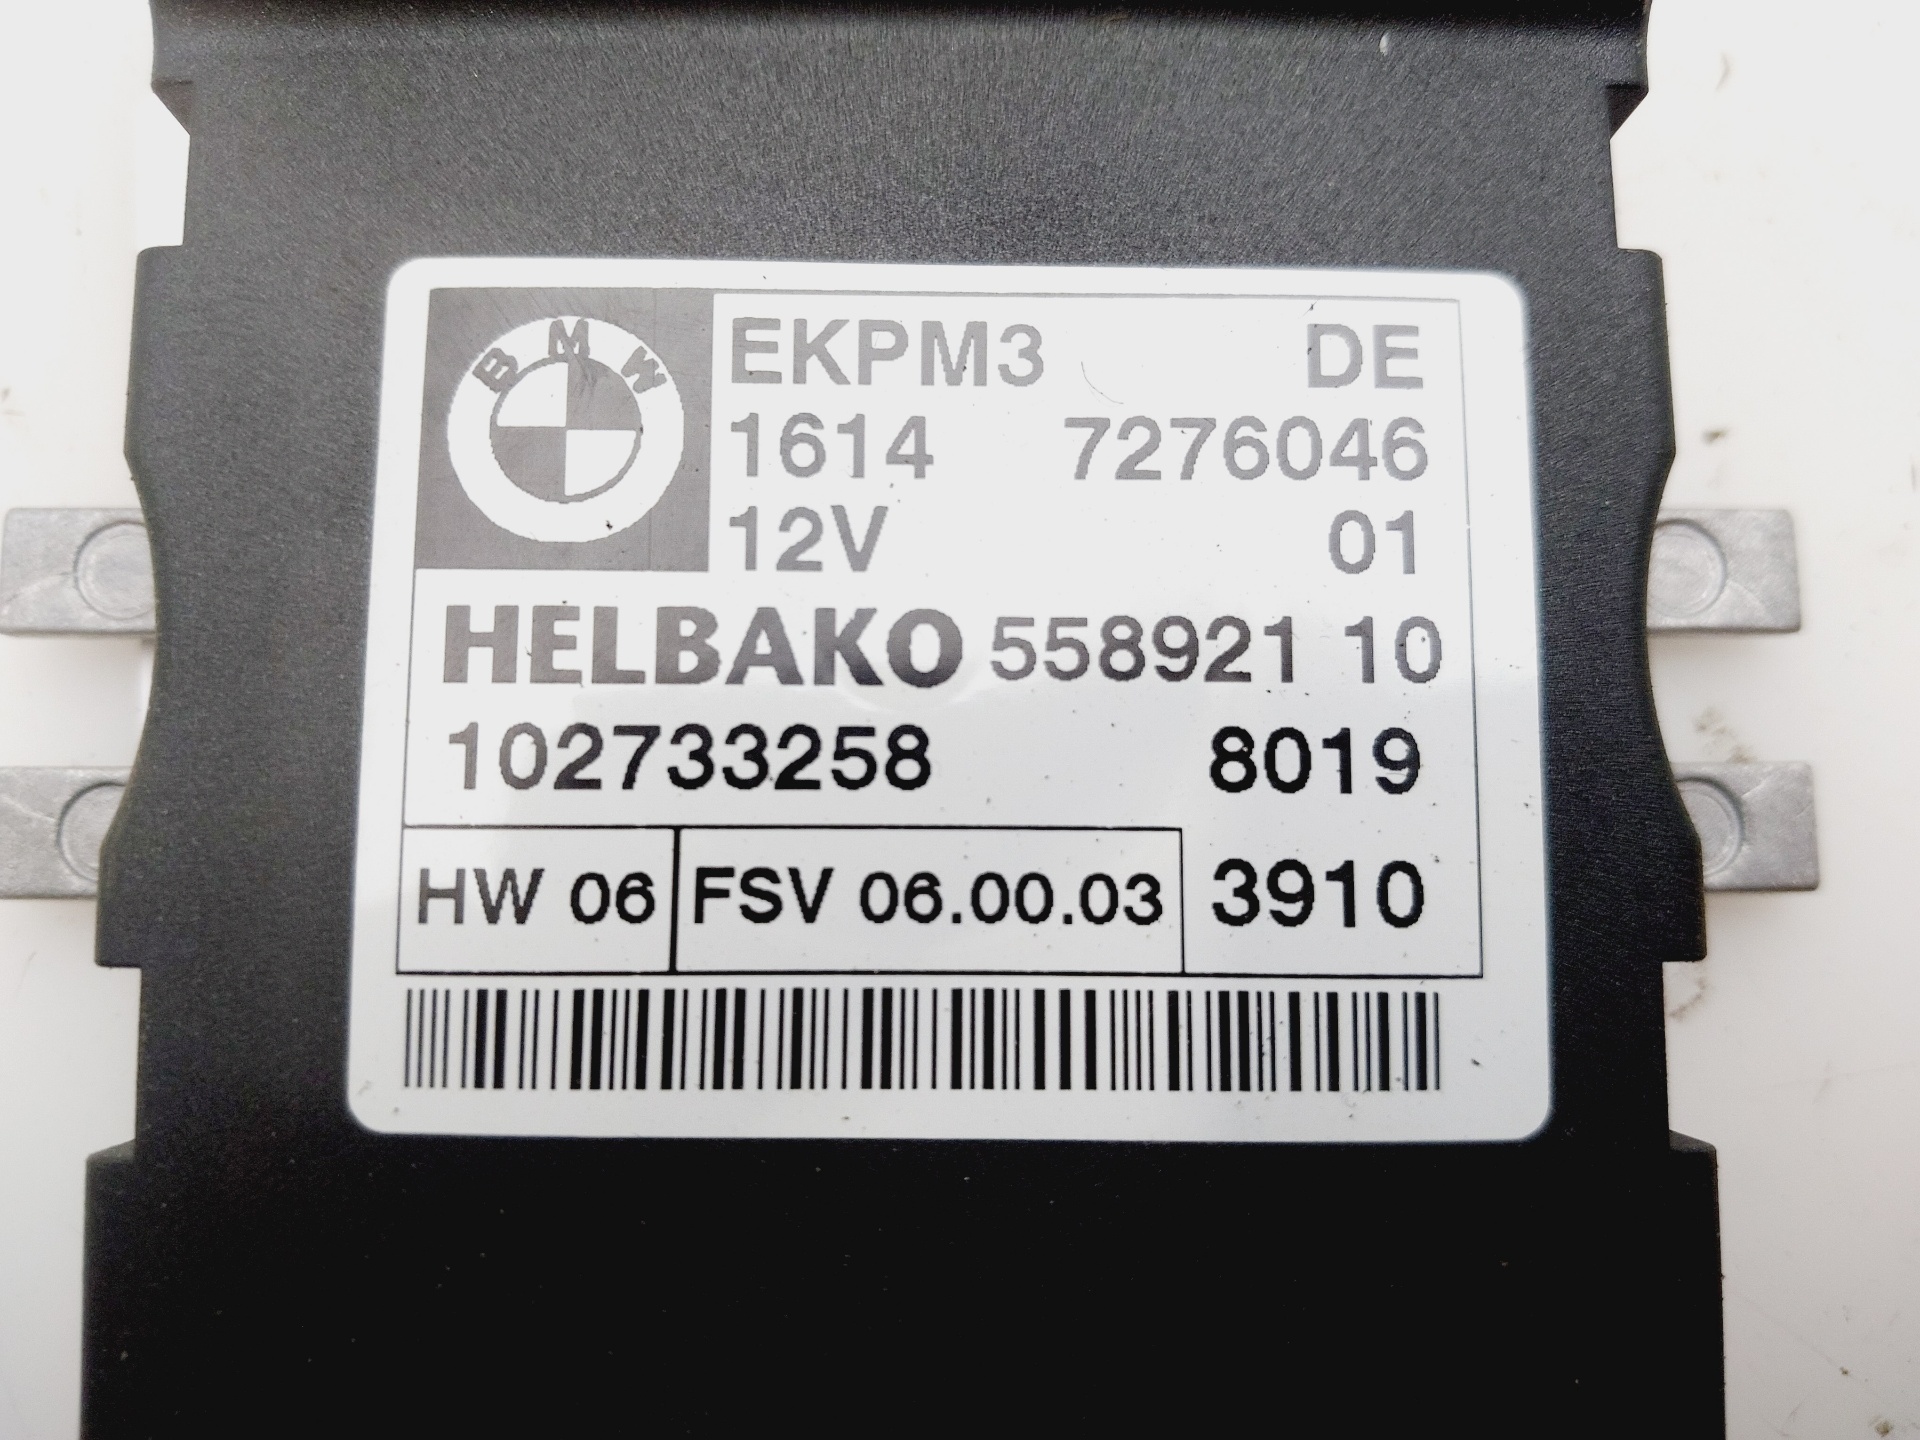 BMW
EKPM3 DE
1614 7276046
12V 01
HELBAKO 558921 10
102733258 8019
HW 06 FSV 06.00.03 3910